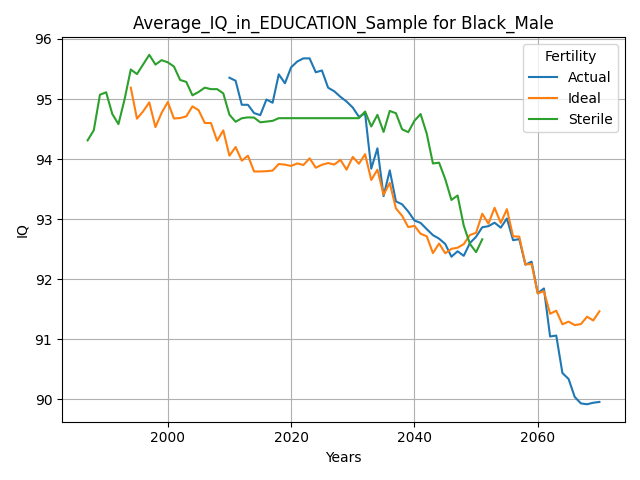 Average_IQ_in_EDUCATION_Sample for Black_Male
Fertility
Actual
Ideal
Sterile
IQ
96
95
94
93
92
91
90
2000 2020 2040 2060
Years